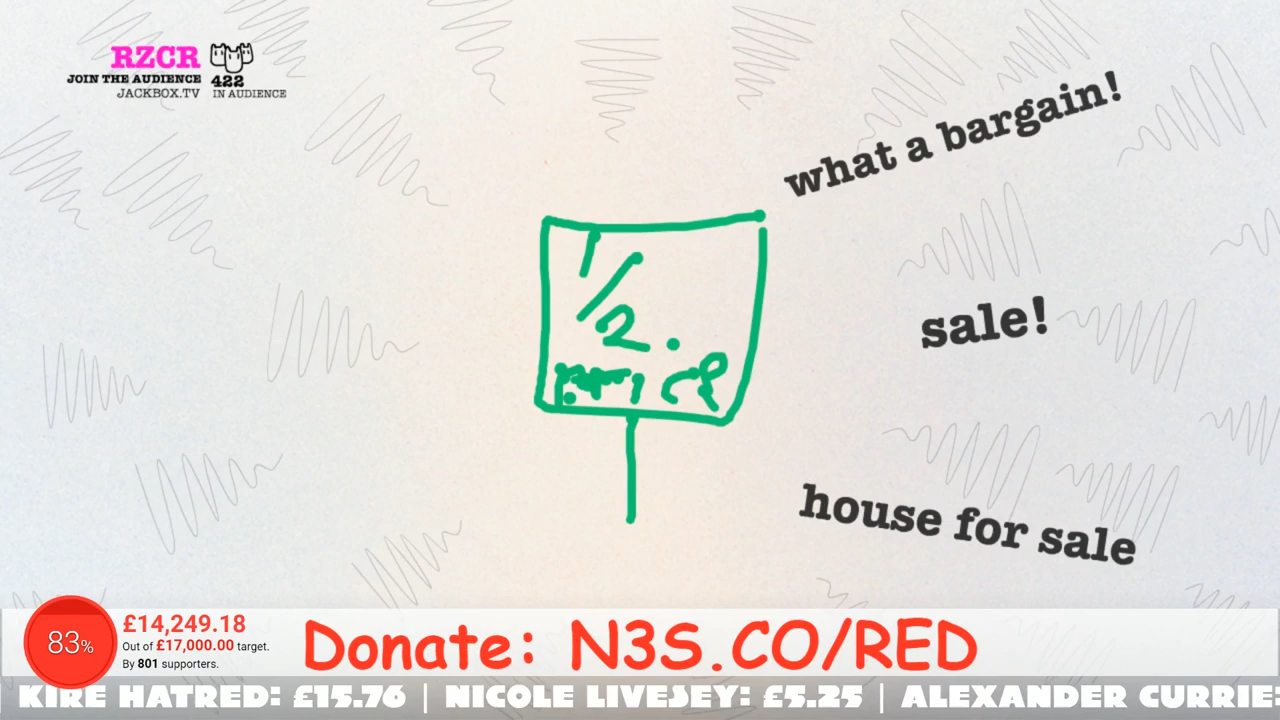 RZCR
JOIN THE AUDIENCE
JACKBOX.TV
422
IN AUDIENCE
what a bargain!
sale!
house for sale
1/2.
price
83%
£14,249.18
Out of £17,000.00 target.
By 801 supporters.
Donate: N3S.CO/RED
KIRE HATRED: £15.76 | NICOLE LIVESEY: £5.25 | ALEXANDER CURRIE: